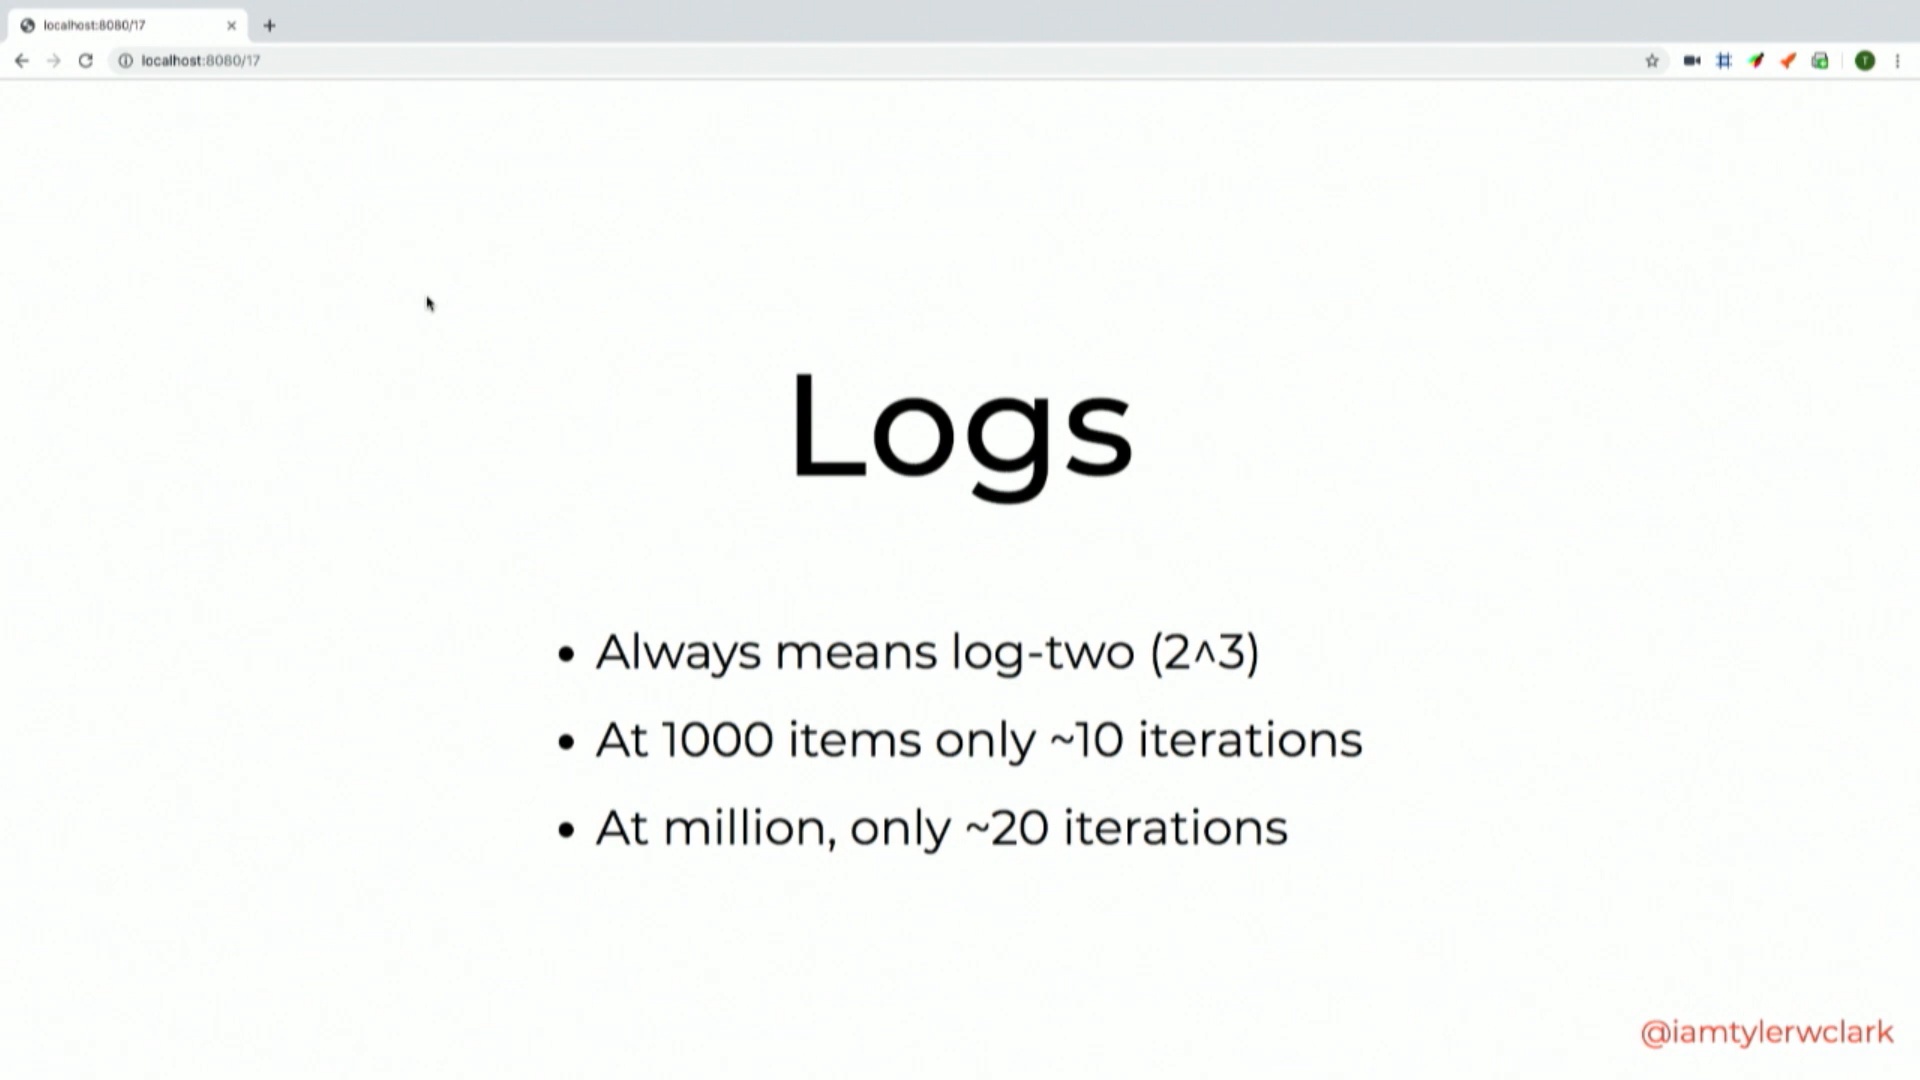 localhost:8080/17
localhost:8080/17
T
Logs
• Always means log-two (2^3)
• At 1000 items only ~10 iterations
• At million, only ~20 iterations
@iamtylerwclark